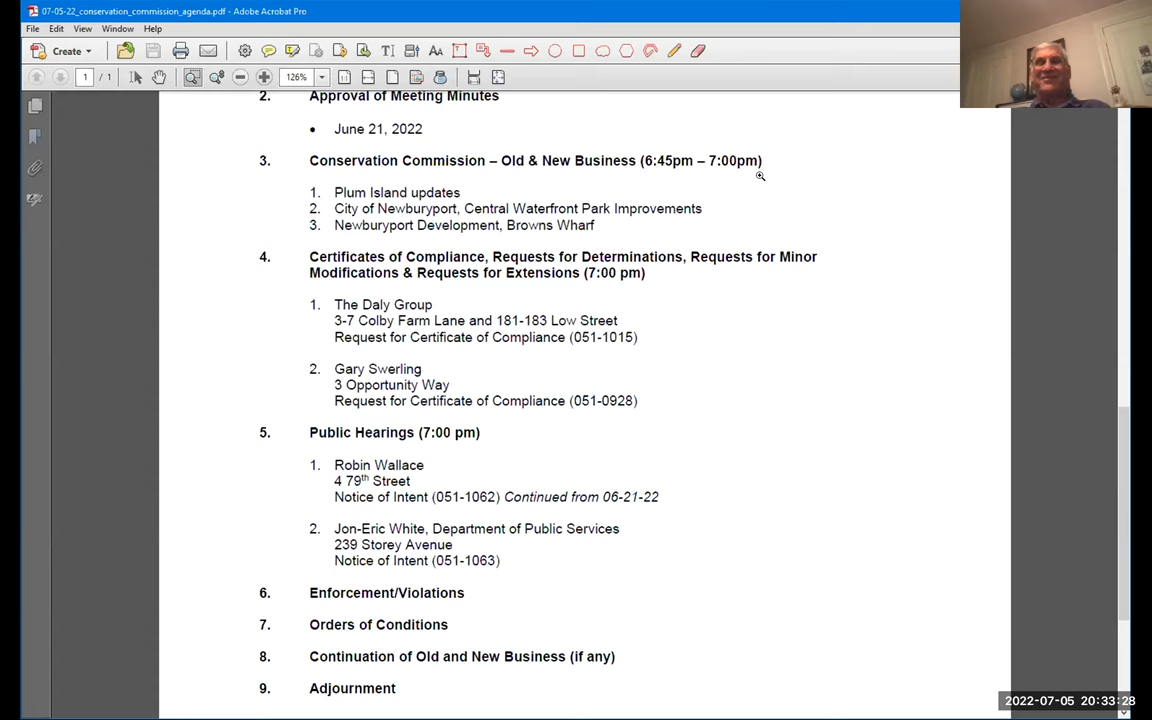 07-05-22_conservation_commission_agenda.pdf - Adobe Acrobat Pro
File Edit View Window Help
Create
1 / 1 126%
2. Approval of Meeting Minutes
• June 21, 2022
3. Conservation Commission – Old & New Business (6:45pm – 7:00pm)
1. Plum Island updates
2. City of Newburyport, Central Waterfront Park Improvements
3. Newburyport Development, Browns Wharf
4. Certificates of Compliance, Requests for Determinations, Requests for Minor
Modifications & Requests for Extensions (7:00 pm)
1. The Daly Group
3-7 Colby Farm Lane and 181-183 Low Street
Request for Certificate of Compliance (051-1015)
2. Gary Swerling
3 Opportunity Way
Request for Certificate of Compliance (051-0928)
5. Public Hearings (7:00 pm)
1. Robin Wallace
4 79th Street
Notice of Intent (051-1062) Continued from 06-21-22
2. Jon-Eric White, Department of Public Services
239 Storey Avenue
Notice of Intent (051-1063)
6. Enforcement/Violations
7. Orders of Conditions
8. Continuation of Old and New Business (if any)
9. Adjournment
2022-07-05 20:33:28